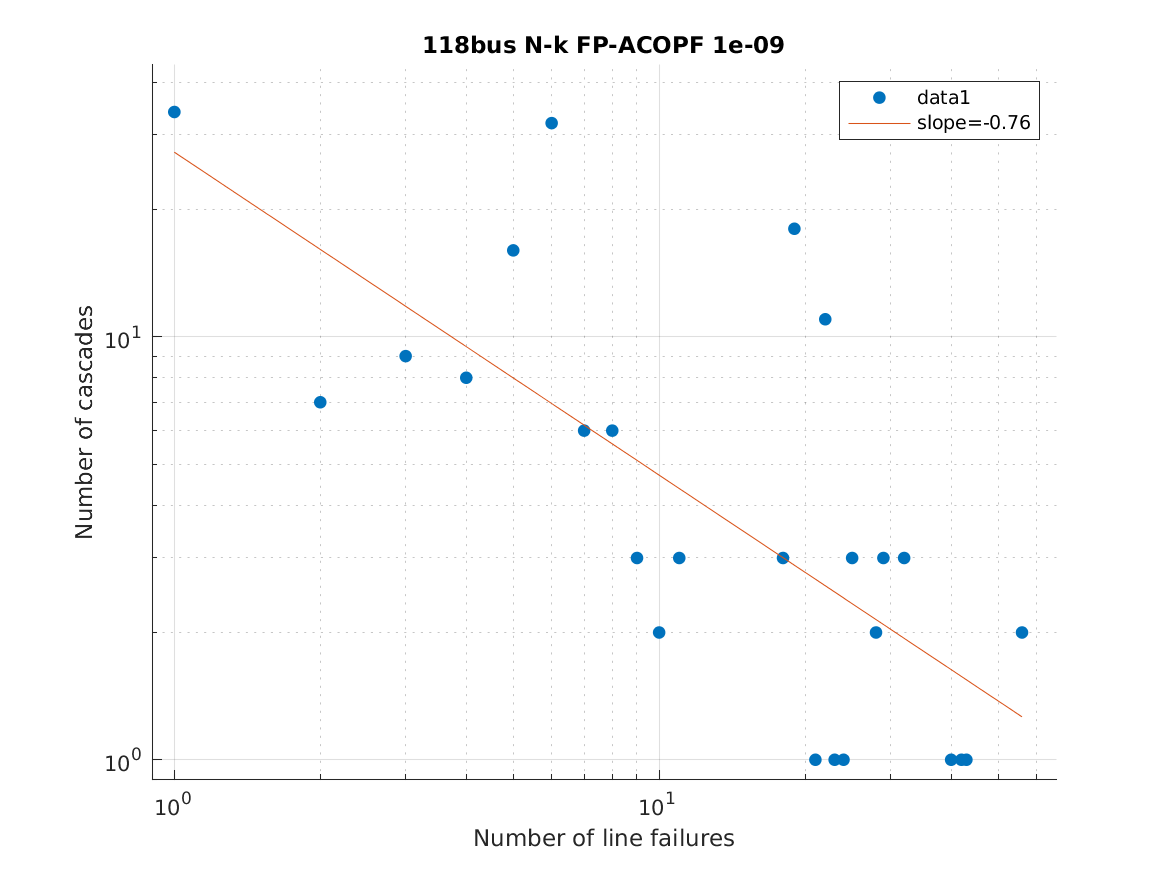 118bus N-k FP-ACOPF 1e-09
data1
slope=-0.76
Number of cascades
10^1
10^0
10^0
10^1
Number of line failures